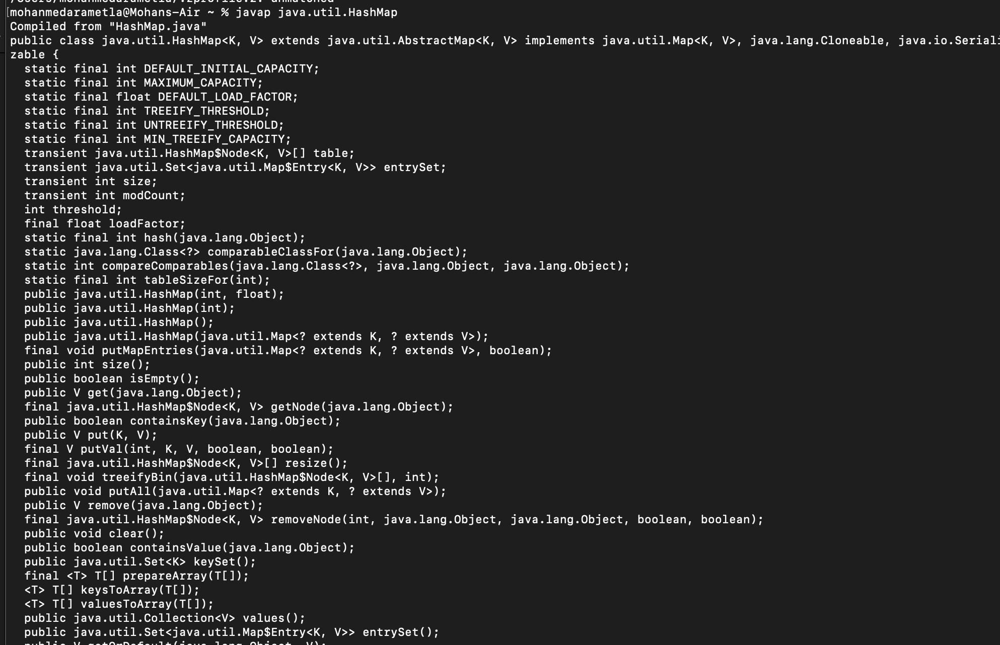 /Users/mohanmedarametla/.zprofile:2: unmatched
[mohanmedarametla@Mohans-Air ~ % javap java.util.HashMap
Compiled from "HashMap.java"
public class java.util.HashMap<K, V> extends java.util.AbstractMap<K, V> implements java.util.Map<K, V>, java.lang.Cloneable, java.io.Seriali
zable {
  static final int DEFAULT_INITIAL_CAPACITY;
  static final int MAXIMUM_CAPACITY;
  static final float DEFAULT_LOAD_FACTOR;
  static final int TREEIFY_THRESHOLD;
  static final int UNTREEIFY_THRESHOLD;
  static final int MIN_TREEIFY_CAPACITY;
  transient java.util.HashMap$Node<K, V>[] table;
  transient java.util.Set<java.util.Map$Entry<K, V>> entrySet;
  transient int size;
  transient int modCount;
  int threshold;
  final float loadFactor;
  static final int hash(java.lang.Object);
  static java.lang.Class<?> comparableClassFor(java.lang.Object);
  static int compareComparables(java.lang.Class<?>, java.lang.Object, java.lang.Object);
  static final int tableSizeFor(int);
  public java.util.HashMap(int, float);
  public java.util.HashMap(int);
  public java.util.HashMap();
  public java.util.HashMap(java.util.Map<? extends K, ? extends V>);
  final void putMapEntries(java.util.Map<? extends K, ? extends V>, boolean);
  public int size();
  public boolean isEmpty();
  public V get(java.lang.Object);
  final java.util.HashMap$Node<K, V> getNode(java.lang.Object);
  public boolean containsKey(java.lang.Object);
  public V put(K, V);
  final V putVal(int, K, V, boolean, boolean);
  final java.util.HashMap$Node<K, V>[] resize();
  final void treeifyBin(java.util.HashMap$Node<K, V>[], int);
  public void putAll(java.util.Map<? extends K, ? extends V>);
  public V remove(java.lang.Object);
  final java.util.HashMap$Node<K, V> removeNode(int, java.lang.Object, java.lang.Object, boolean, boolean);
  public void clear();
  public boolean containsValue(java.lang.Object);
  public java.util.Set<K> keySet();
  final <T> T[] prepareArray(T[]);
  <T> T[] keysToArray(T[]);
  <T> T[] valuesToArray(T[]);
  public java.util.Collection<V> values();
  public java.util.Set<java.util.Map$Entry<K, V>> entrySet();
  public V getOrDefault(java.lang.Object, V);